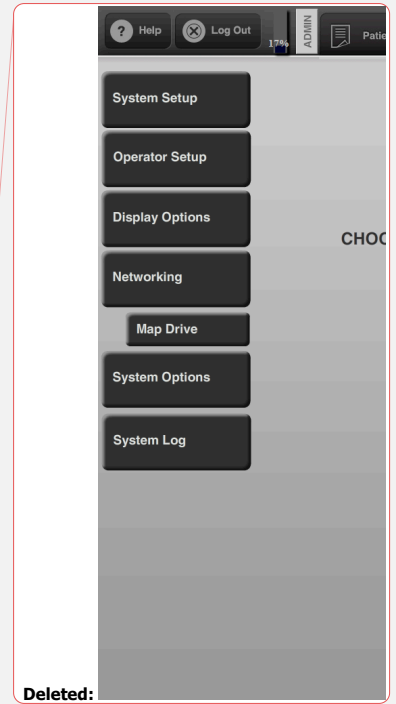 ? Help Log Out 17% ADMIN Patie
System Setup
Operator Setup
Display Options
CHOO
Networking
Map Drive
System Options
System Log
Deleted: